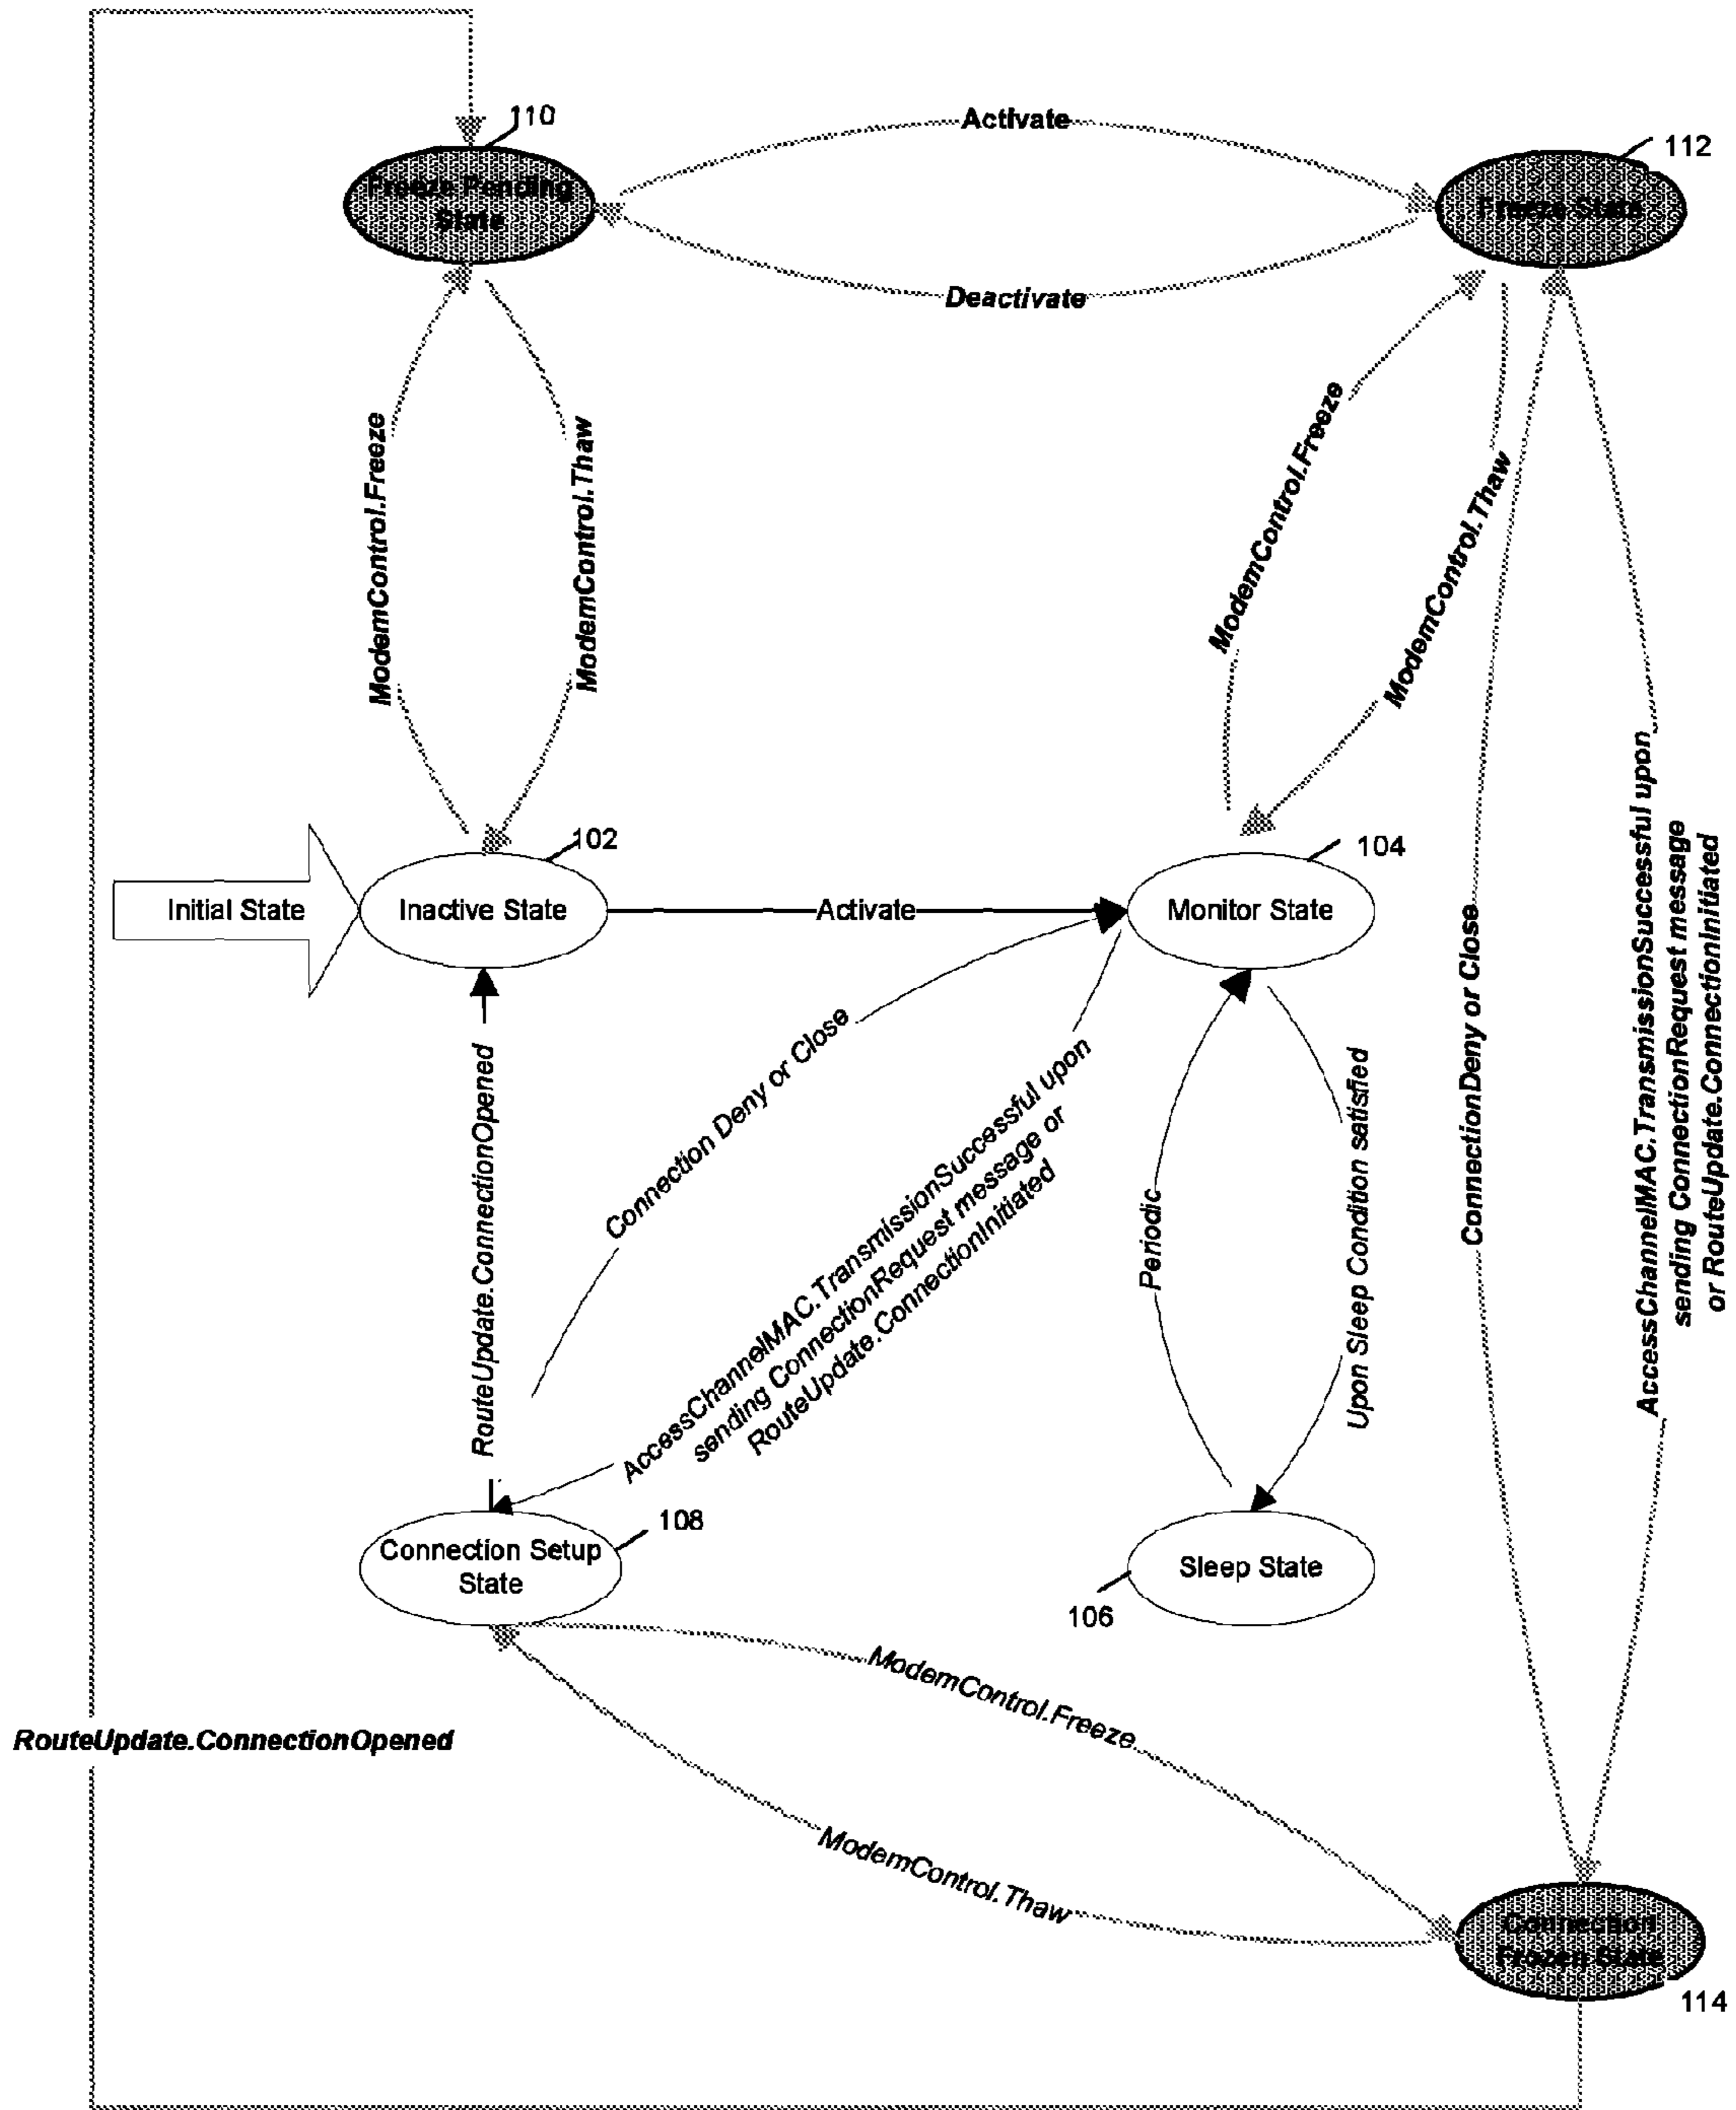 110
Activate
112
Freeze Pending
State
Freeze State
Deactivate
ModemControl.Freeze
ModemControl.Thaw
ModemControl.Freeze
ModemControl.Thaw
102
104
Initial State
Inactive State
Activate
Monitor State
ConnectionDeny or Close
AccessChannelMAC.TransmissionSuccessful upon
sending ConnectionRequest message
or RouteUpdate.ConnectionInitiated
RouteUpdate.ConnectionOpened
Connection Deny or Close
AccessChannelMAC.TransmissionSuccessful upon
sending ConnectionRequest message or
RouteUpdate.ConnectionInitiated
Periodic
Upon Sleep Condition satisfied
108
Connection Setup
State
Sleep State
106
ModemControl.Freeze
RouteUpdate.ConnectionOpened
ModemControl.Thaw
Connection
Frozen State
114